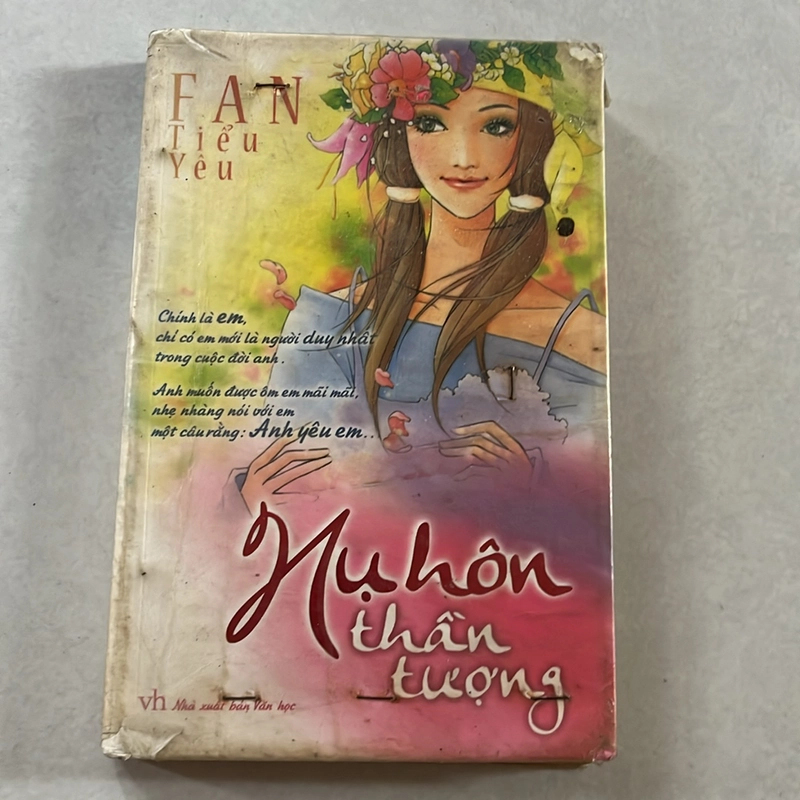 FAN
Tiểu
Yêu
Chính là em,
chỉ có em mới là người duy nhất
trong cuộc đời anh.
Anh muốn được ôm em mãi mãi,
nhẹ nhàng nói với em
một câu rằng: Anh yêu em..
Nụ hôn
thần
tượng
vh Nhà xuất bản Văn học